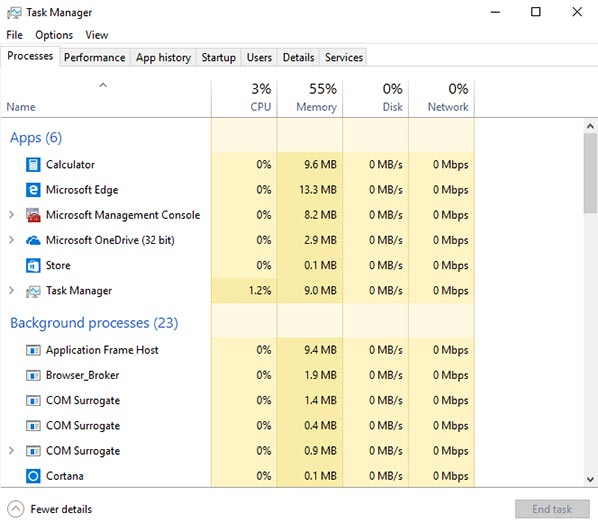 Task Manager
File Options View
Processes Performance App history Startup Users Details Services
3% 55% 0% 0%
Name CPU Memory Disk Network
Apps (6)
Calculator 0% 9.6 MB 0 MB/s 0 Mbps
Microsoft Edge 0% 13.3 MB 0 MB/s 0 Mbps
Microsoft Management Console 0% 8.2 MB 0 MB/s 0 Mbps
Microsoft OneDrive (32 bit) 0% 2.9 MB 0 MB/s 0 Mbps
Store 0% 0.1 MB 0 MB/s 0 Mbps
Task Manager 1.2% 9.0 MB 0 MB/s 0 Mbps
Background processes (23)
Application Frame Host 0% 9.4 MB 0 MB/s 0 Mbps
Browser_Broker 0% 1.9 MB 0 MB/s 0 Mbps
COM Surrogate 0% 1.4 MB 0 MB/s 0 Mbps
COM Surrogate 0% 0.4 MB 0 MB/s 0 Mbps
COM Surrogate 0% 0.9 MB 0 MB/s 0 Mbps
Cortana 0% 0.1 MB 0 MB/s 0 Mbps
Fewer details End task